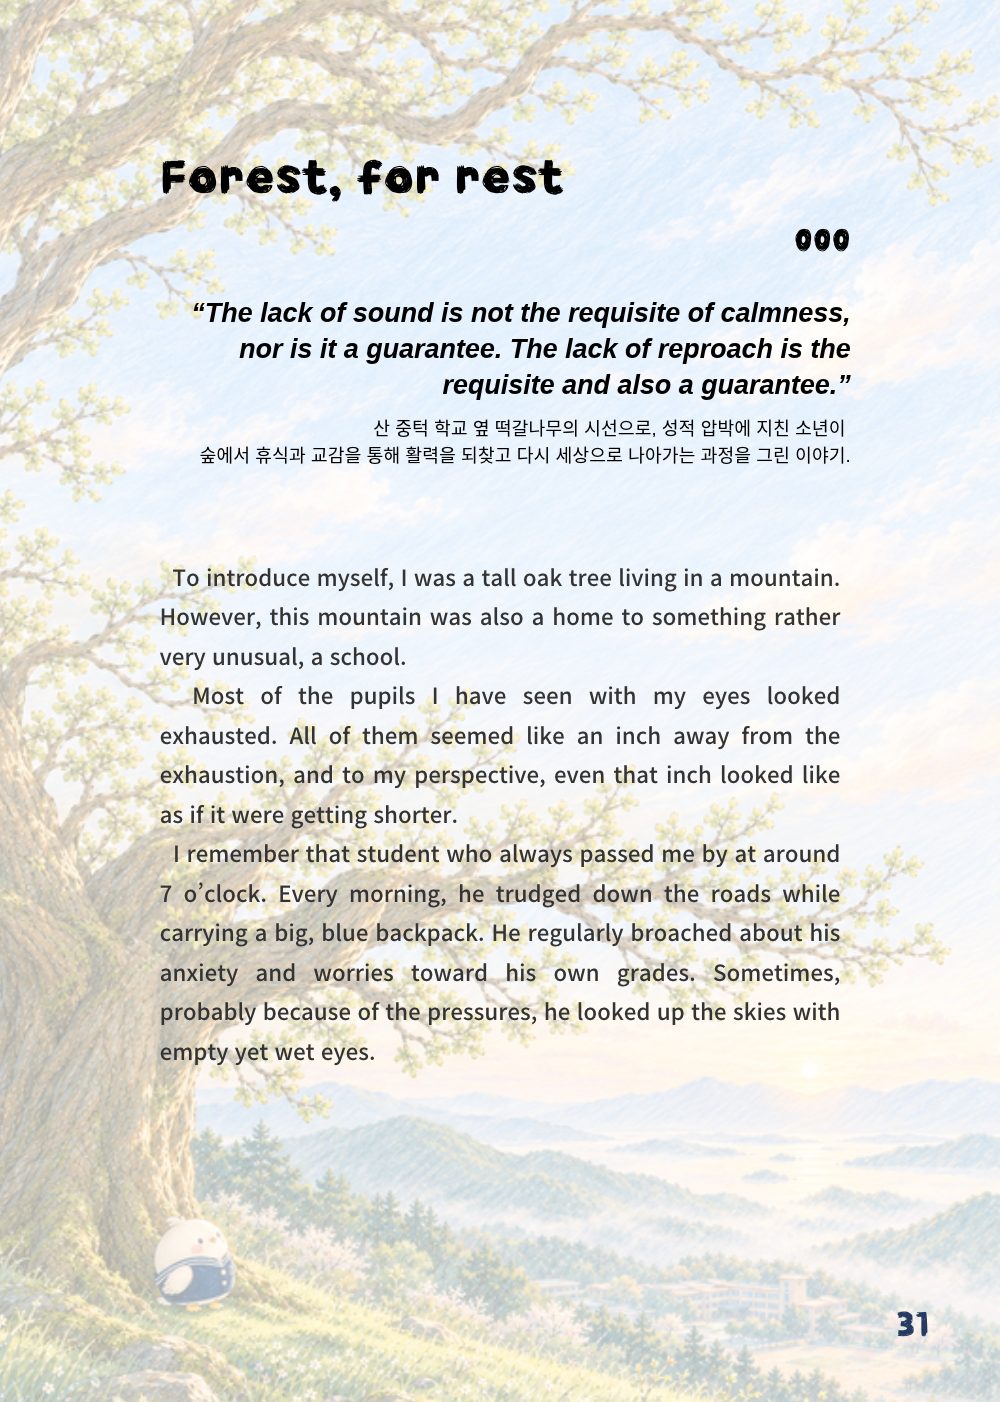 Forest, for rest
000
“The lack of sound is not the requisite of calmness,
nor is it a guarantee. The lack of reproach is the
requisite and also a guarantee.”
산 중턱 학교 옆 떡갈나무의 시선으로, 성적 압박에 지친 소년이
숲에서 휴식과 교감을 통해 활력을 되찾고 다시 세상으로 나아가는 과정을 그린 이야기.
To introduce myself, I was a tall oak tree living in a mountain.
However, this mountain was also a home to something rather
very unusual, a school.
Most of the pupils I have seen with my eyes looked
exhausted. All of them seemed like an inch away from the
exhaustion, and to my perspective, even that inch looked like
as if it were getting shorter.
I remember that student who always passed me by at around
7 o’clock. Every morning, he trudged down the roads while
carrying a big, blue backpack. He regularly broached about his
anxiety and worries toward his own grades. Sometimes,
probably because of the pressures, he looked up the skies with
empty yet wet eyes.
31